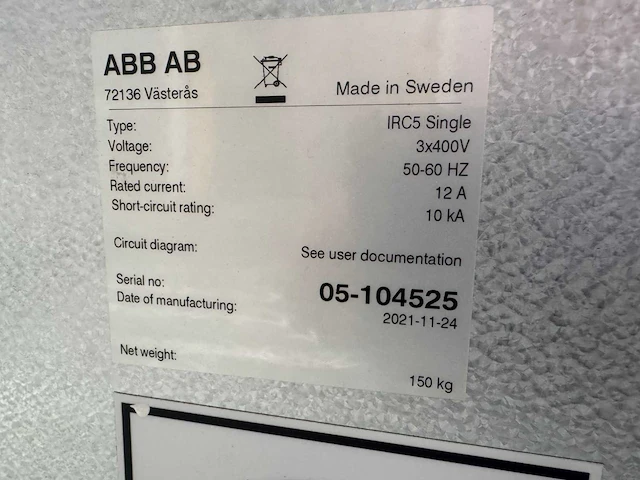 ABB AB
72136 Västerås
Made in Sweden
Type: IRC5 Single
Voltage: 3x400V
Frequency: 50-60 HZ
Rated current: 12 A
Short-circuit rating: 10 kA
Circuit diagram: See user documentation
Serial no: 05-104525
Date of manufacturing: 2021-11-24
Net weight: 150 kg